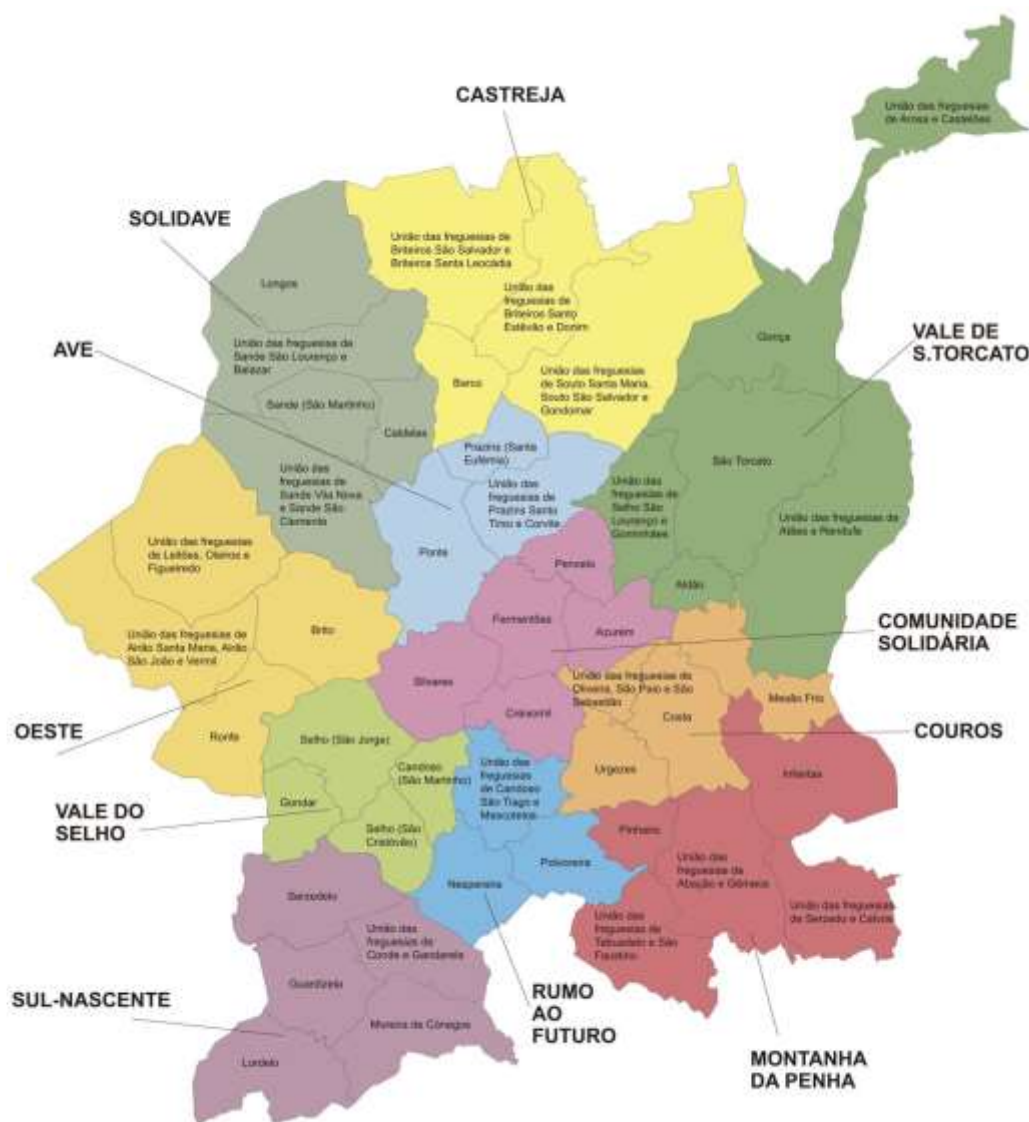 CASTREJA
União das freguesias
de Arosa e Castelões
SOLIDAVE
União das freguesias de
Briteiros São Salvador e
Briteiros Santa Leocádia
Longos
União das
freguesias de
Briteiros Santo
Estêvão e Donim
AVE
União das freguesias de
Sande São Lourenço e
Balazar
Gonça
VALE DE
S.TORCATO
Barco
União das freguesias
de Souto Santa Maria,
Souto São Salvador e
Gondomar
Sande (São Martinho)
Caldelas
Prazins (Santa
Eufémia)
São Torcato
União das
freguesias de
Sande Vila Nova
e Sande São
Clemente
União das
freguesias de
Prazins Santo
Tirso e Corvite
União das
freguesias de
Selho São
Lourenço e
Gominhães
União das freguesias de
Atães e Rendufe
União das freguesias
de Leitões, Oleiros e
Figueiredo
Ponte
Pencelo
Aldão
Fermentões
Azurém
COMUNIDADE
SOLIDÁRIA
União das freguesias de
Airão Santa Maria, Airão
São João e Vermil
Brito
Silvares
União das freguesias de
Oliveira, São Paio e São
Sebastião
Mesão Frio
Creixomil
Costa
OESTE
Ronfe
COUROS
Selho (São Jorge)
Candoso
(São Martinho)
União das
freguesias
de Candoso
São Tiago e
Mascotelos
Urgezes
Infantas
Gondar
VALE DO
SELHO
Selho (São
Cristóvão)
Pinheiro
Polvoreira
União das
freguesias de
Abação e Gémeos
Nespereira
Serzedelo
União das freguesias
de Serzedo e Calvos
União das
freguesias de
Conde e Gandarela
União das
freguesias de
Tabuadelo e São
Faustino
Guardizela
SUL-NASCENTE
RUMO
AO
FUTURO
Moreira de Cónegos
Lordelo
MONTANHA
DA PENHA